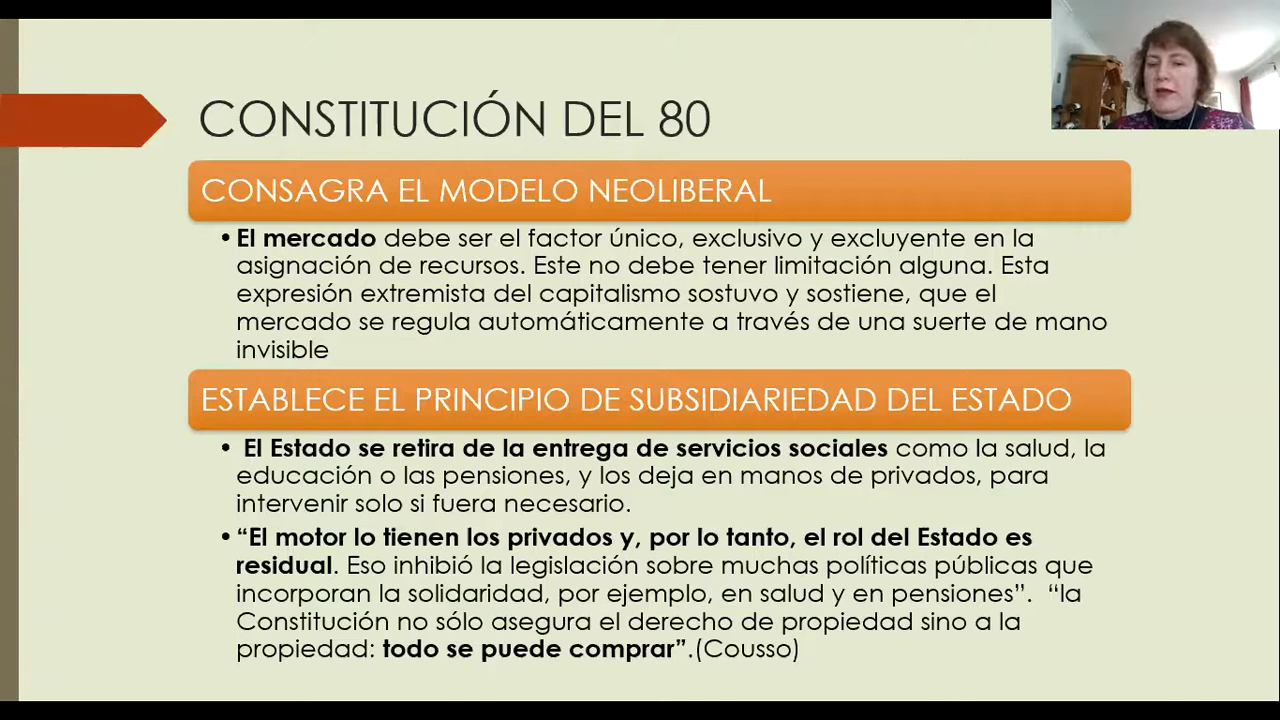 CONSTITUCIÓN DEL 80
CONSAGRA EL MODELO NEOLIBERAL
• El mercado debe ser el factor único, exclusivo y excluyente en la
asignación de recursos. Este no debe tener limitación alguna. Esta
expresión extremista del capitalismo sostuvo y sostiene, que el
mercado se regula automáticamente a través de una suerte de mano
invisible
ESTABLECE EL PRINCIPIO DE SUBSIDIARIEDAD DEL ESTADO
• El Estado se retira de la entrega de servicios sociales como la salud, la
educación o las pensiones, y los deja en manos de privados, para
intervenir solo si fuera necesario.
• “El motor lo tienen los privados y, por lo tanto, el rol del Estado es
residual. Eso inhibió la legislación sobre muchas políticas públicas que
incorporan la solidaridad, por ejemplo, en salud y en pensiones”. “la
Constitución no sólo asegura el derecho de propiedad sino a la
propiedad: todo se puede comprar”.(Cousso)